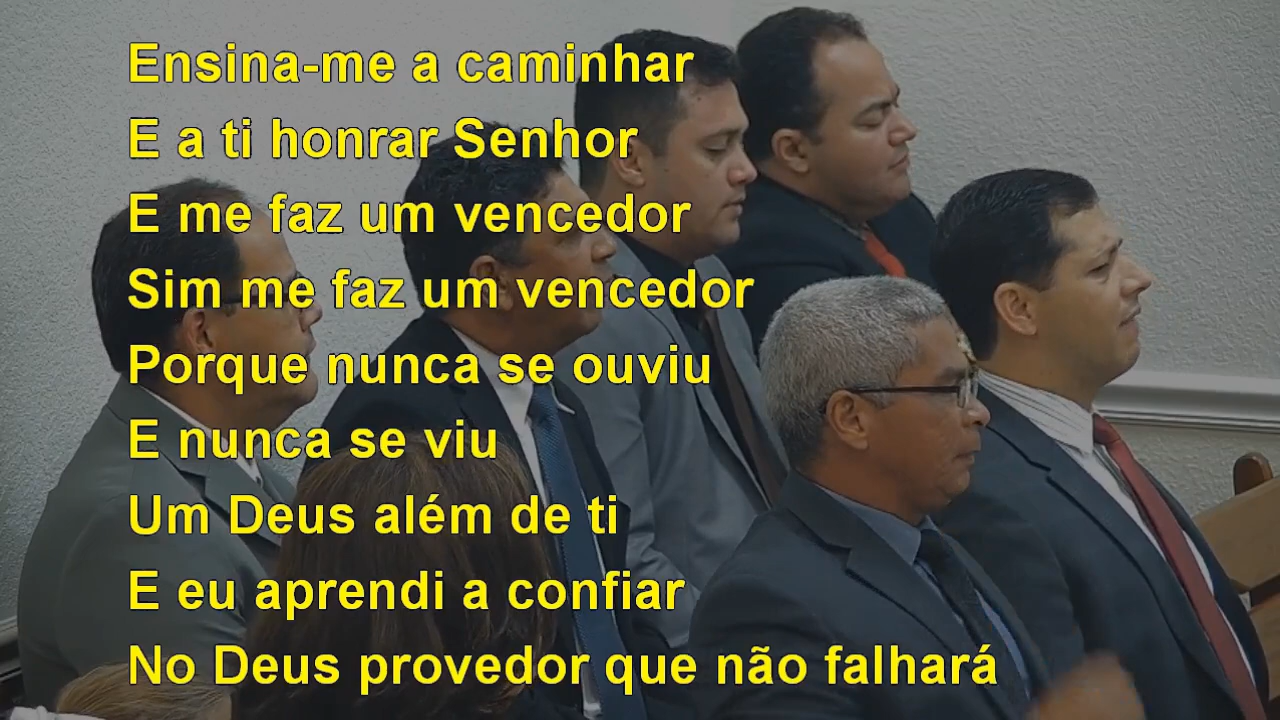 Ensina-me a caminhar
E a ti honrar Senhor
E me faz um vencedor
Sim me faz um vencedor
Porque nunca se ouviu
E nunca se viu
Um Deus além de ti
E eu aprendi a confiar
No Deus provedor que não falhará